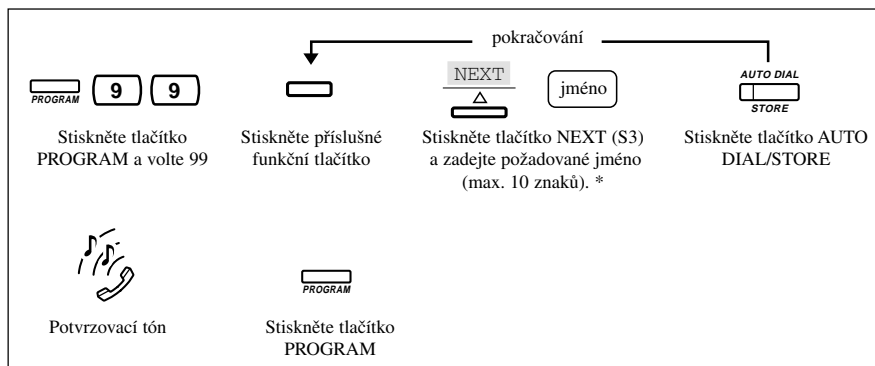 pokračování
PROGRAM
9
9
NEXT
jméno
AUTO DIAL
STORE
Stiskněte tlačítko
PROGRAM a volte 99
Stiskněte příslušné
funkční tlačítko
Stiskněte tlačítko NEXT (S3)
a zadejte požadované jméno
(max. 10 znaků). *
Stiskněte tlačítko AUTO
DIAL/STORE
PROGRAM
Potvrzovací tón
Stiskněte tlačítko
PROGRAM